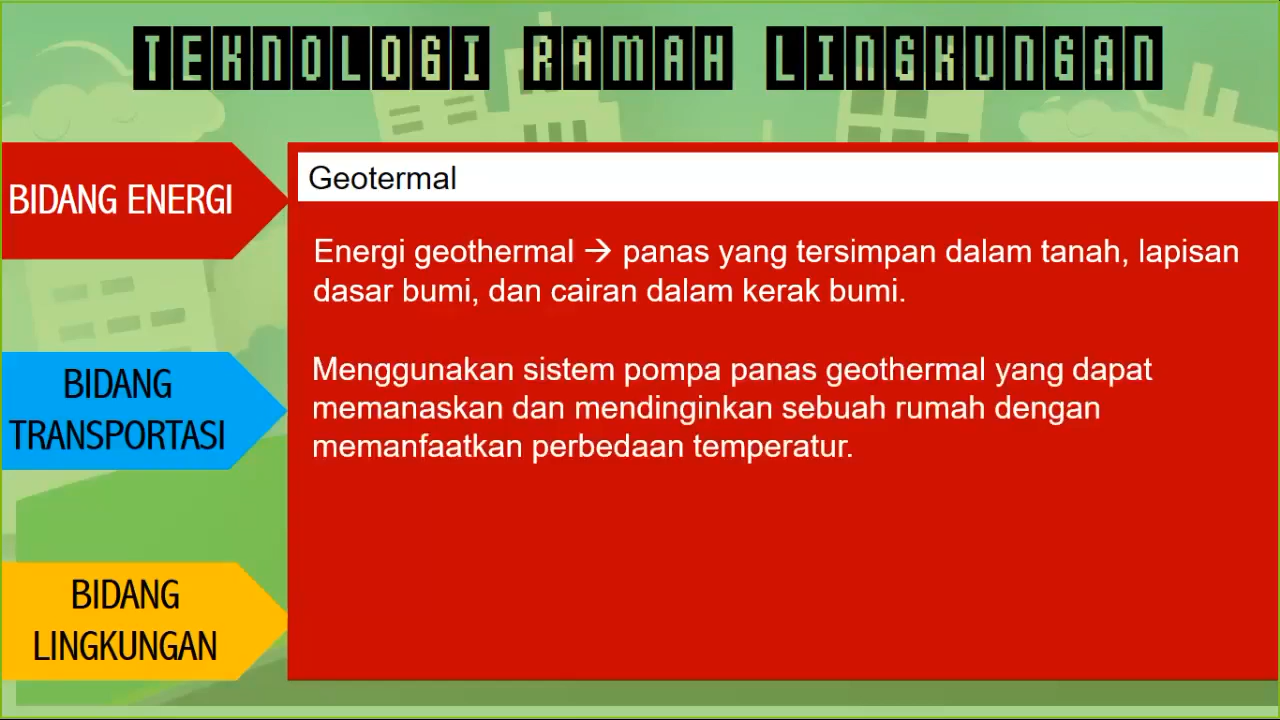 TEKNOLOGI RAMAH LINGKUNGAN
BIDANG ENERGI
Geotermal
Energi geothermal → panas yang tersimpan dalam tanah, lapisan
dasar bumi, dan cairan dalam kerak bumi.
Menggunakan sistem pompa panas geothermal yang dapat
memanaskan dan mendinginkan sebuah rumah dengan
memanfaatkan perbedaan temperatur.
BIDANG
TRANSPORTASI
BIDANG
LINGKUNGAN